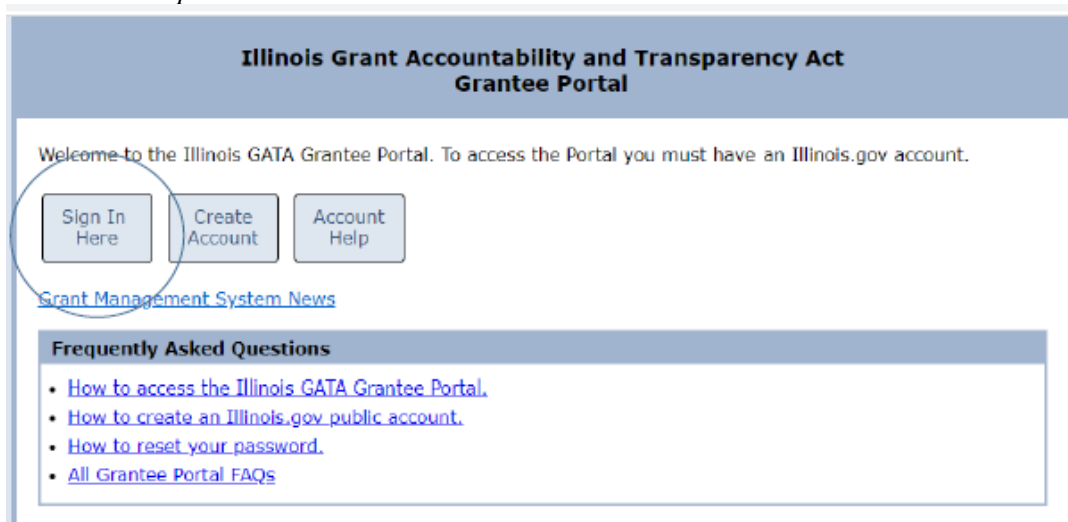 Illinois Grant Accountability and Transparency Act
Grantee Portal
Welcome to the Illinois GATA Grantee Portal. To access the Portal you must have an Illinois.gov account.
Sign In
Here
Create
Account
Account
Help
Grant Management System News
Frequently Asked Questions
• How to access the Illinois GATA Grantee Portal.
• How to create an Illinois.gov public account.
• How to reset your password.
• All Grantee Portal FAQs